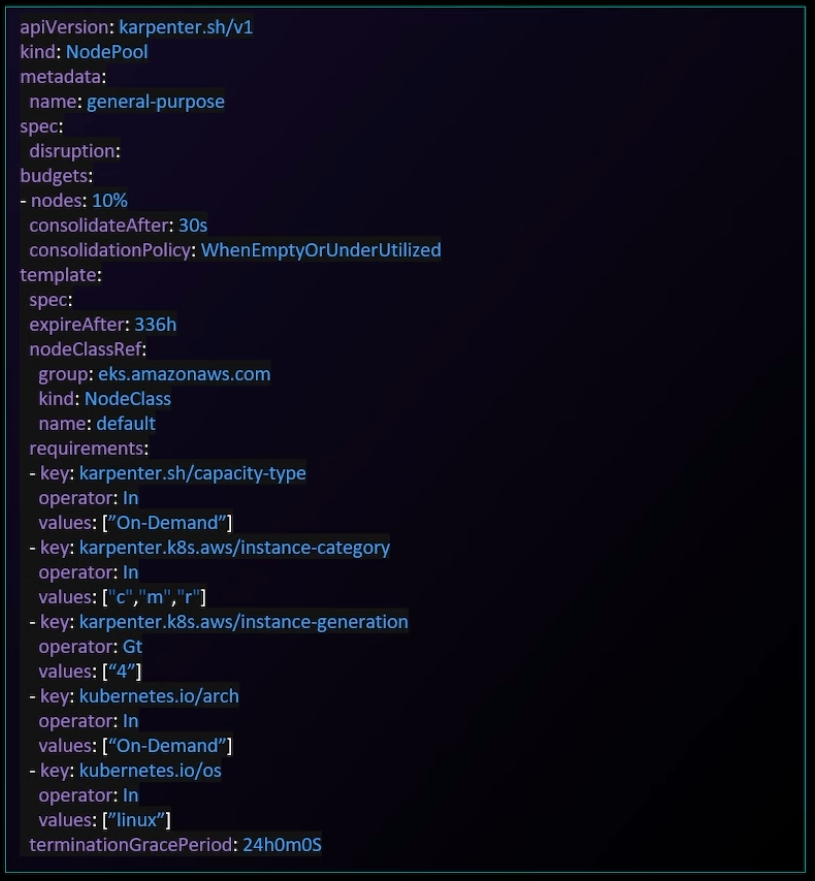 apiVersion: karpenter.sh/v1
kind: NodePool
metadata:
  name: general-purpose
spec:
  disruption:
budgets:
- nodes: 10%
  consolidateAfter: 30s
  consolidationPolicy: WhenEmptyOrUnderUtilized
template:
  spec:
  expireAfter: 336h
  nodeClassRef:
    group: eks.amazonaws.com
    kind: NodeClass
    name: default
  requirements:
  - key: karpenter.sh/capacity-type
    operator: In
    values: [”On-Demand”]
  - key: karpenter.k8s.aws/instance-category
    operator: In
    values: ["c","m","r"]
  - key: karpenter.k8s.aws/instance-generation
    operator: Gt
    values: [“4”]
  - key: kubernetes.io/arch
    operator: In
    values: [“On-Demand”]
  - key: kubernetes.io/os
    operator: In
    values: [”linux”]
  terminationGracePeriod: 24h0m0S